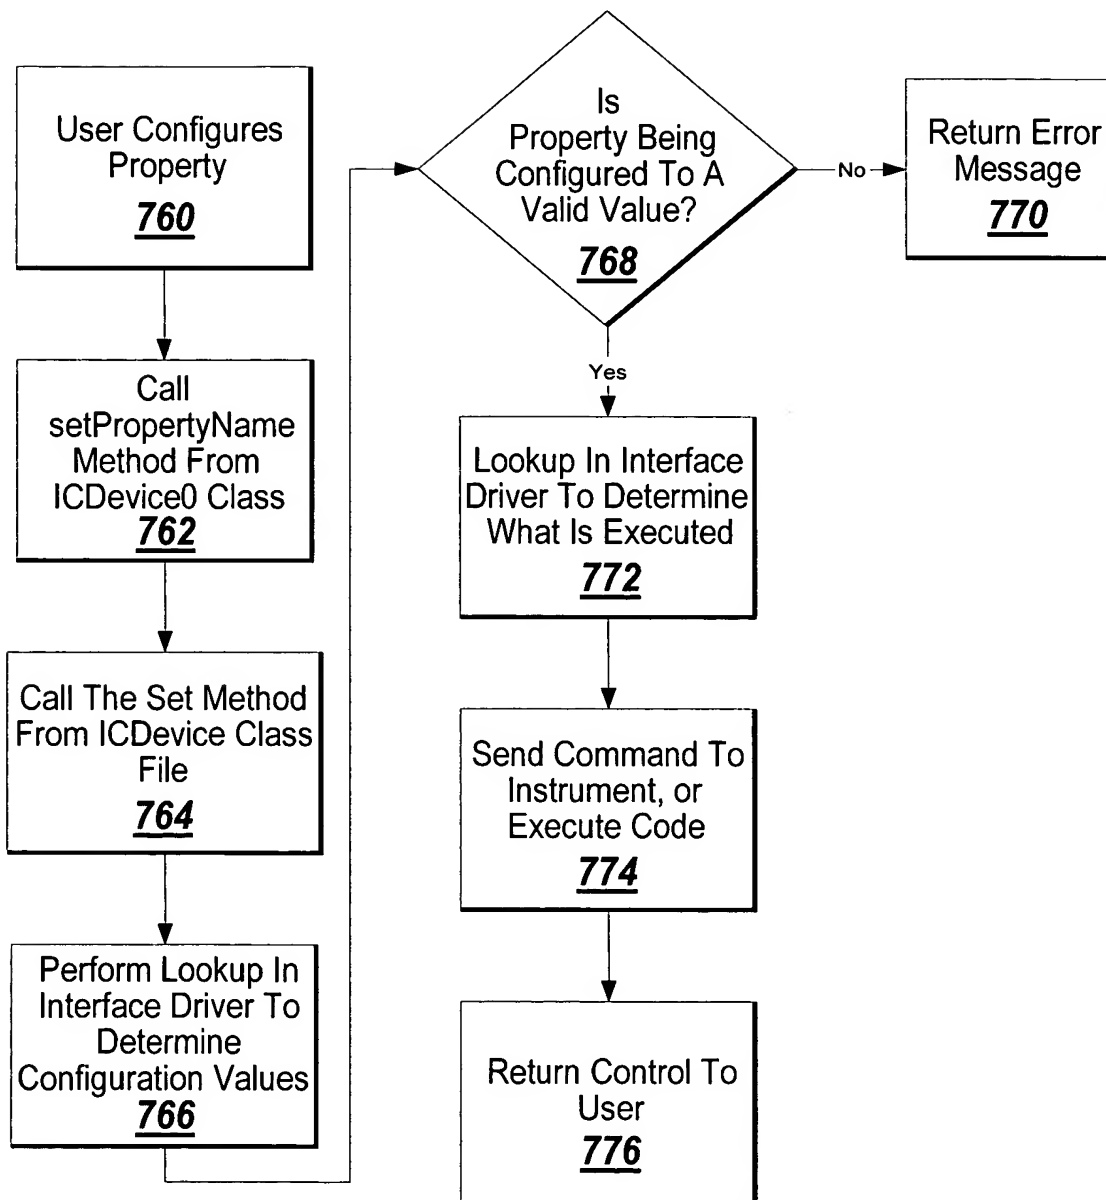 User Configures
Property
760
Call
setPropertyName
Method From
ICDevice0 Class
762
Call The Set Method
From ICDevice Class
File
764
Perform Lookup In
Interface Driver To
Determine
Configuration Values
766
Is
Property Being
Configured To A
Valid Value?
768
No
Return Error
Message
770
Yes
Lookup In Interface
Driver To Determine
What Is Executed
772
Send Command To
Instrument, or
Execute Code
774
Return Control To
User
776